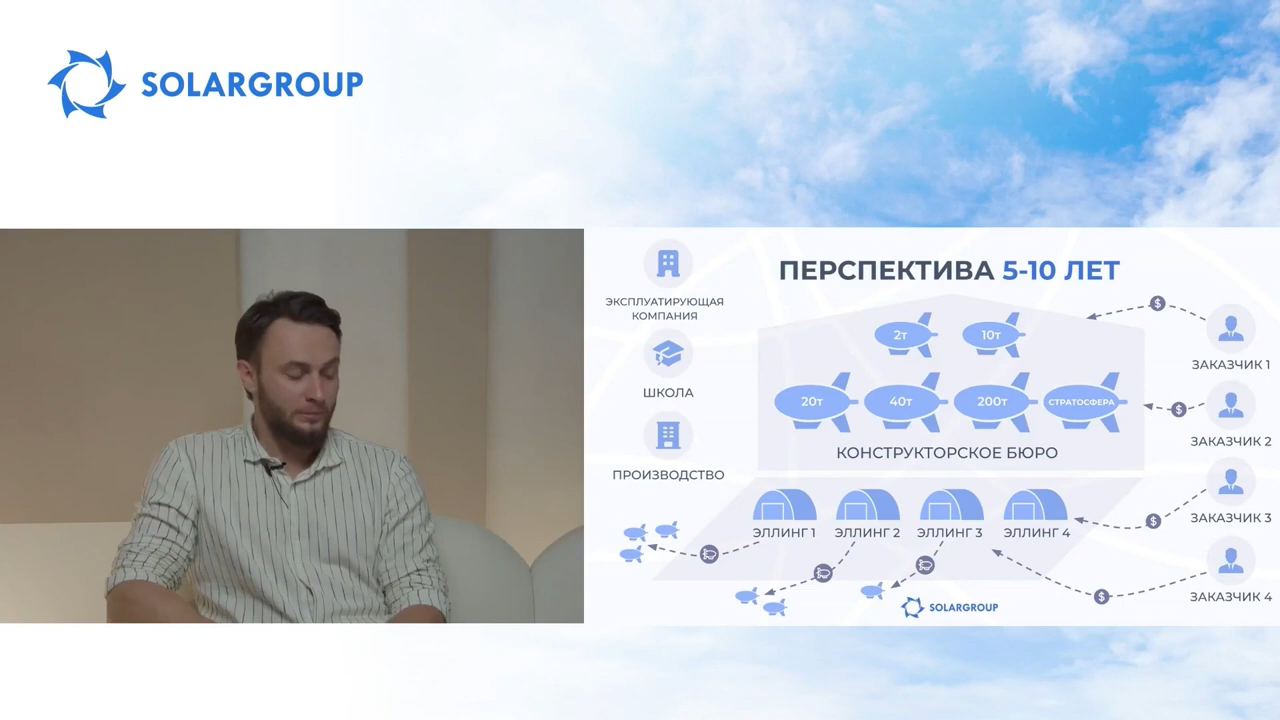 SOLARGROUP
ПЕРСПЕКТИВА 5-10 ЛЕТ
ЭКСПЛУАТИРУЮЩАЯ
КОМПАНИЯ
ШКОЛА
ПРОИЗВОДСТВО
2т
10т
20т
40т
200т
СТРАТОСФЕРА
КОНСТРУКТОРСКОЕ БЮРО
ЭЛЛИНГ 1
ЭЛЛИНГ 2
ЭЛЛИНГ 3
ЭЛЛИНГ 4
$
ЗАКАЗЧИК 1
$
ЗАКАЗЧИК 2
$
ЗАКАЗЧИК 3
$
ЗАКАЗЧИК 4
SOLARGROUP